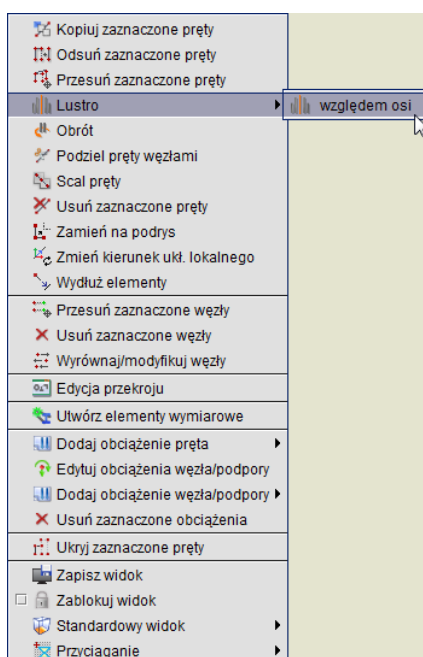 Kopiuj zaznaczone pręty
Odsuń zaznaczone pręty
Przesuń zaznaczone pręty
Lustro
względem osi
Obrót
Podziel pręty węzłami
Scal pręty
Usuń zaznaczone pręty
Zamień na podrys
Zmień kierunek ukł. lokalnego
Wydłuż elementy
Przesuń zaznaczone węzły
Usuń zaznaczone węzły
Wyrównaj/modyfikuj węzły
Edycja przekroju
Utwórz elementy wymiarowe
Dodaj obciążenie pręta
Edytuj obciążenia węzła/podpory
Dodaj obciążenie węzła/podpory
Usuń zaznaczone obciążenia
Ukryj zaznaczone pręty
Zapisz widok
Zablokuj widok
Standardowy widok
Przyciąganie